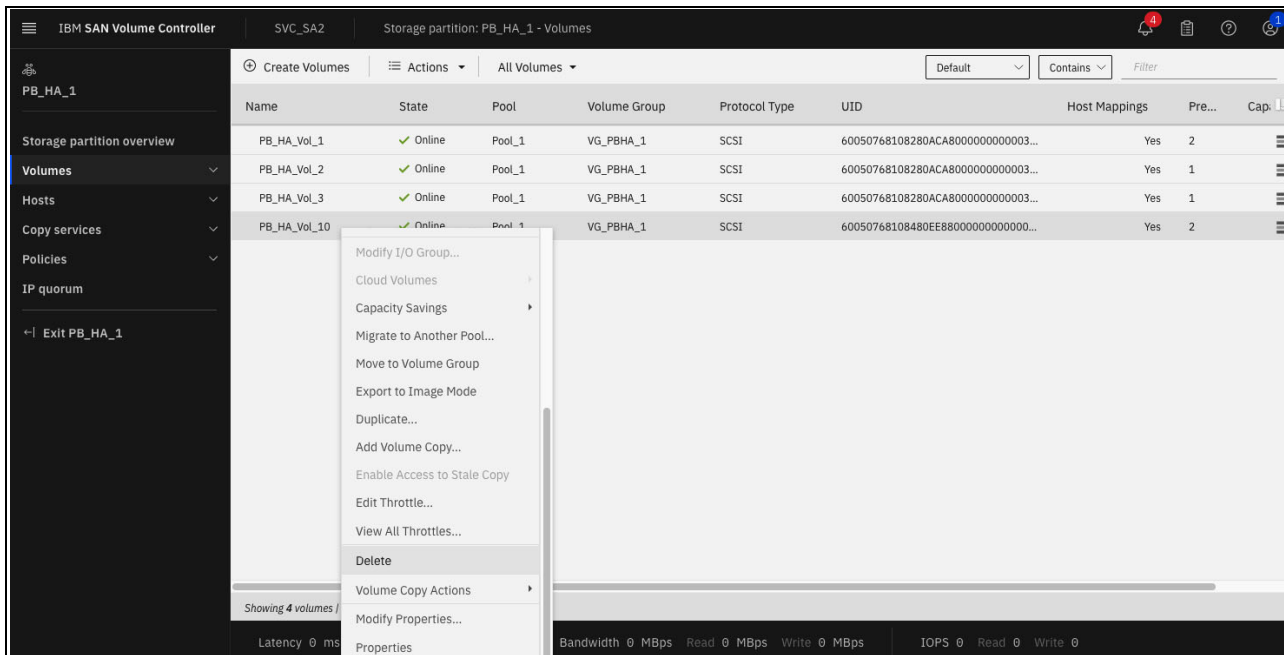 IBM SAN Volume Controller SVC_SA2 Storage partition: PB_HA_1 - Volumes 4 1
PB_HA_1
Storage partition overview
Volumes
Hosts
Copy services
Policies
IP quorum
Exit PB_HA_1
Create Volumes Actions All Volumes Default Contains Filter
Name State Pool Volume Group Protocol Type UID Host Mappings Pre... Cap
PB_HA_Vol_1 Online Pool_1 VG_PBHA_1 SCSI 60050768108280ACA8000000000003... Yes 2
PB_HA_Vol_2 Online Pool_1 VG_PBHA_1 SCSI 60050768108280ACA8000000000003... Yes 1
PB_HA_Vol_3 Online Pool_1 VG_PBHA_1 SCSI 60050768108280ACA8000000000003... Yes 1
PB_HA_Vol_10 Online Pool_1 VG_PBHA_1 SCSI 60050768108480EE88000000000000... Yes 2
Modify I/O Group...
Cloud Volumes
Capacity Savings
Migrate to Another Pool...
Move to Volume Group
Export to Image Mode
Duplicate...
Add Volume Copy...
Enable Access to Stale Copy
Edit Throttle...
View All Throttles...
Delete
Volume Copy Actions
Modify Properties...
Properties
Showing 4 volumes |
Latency 0 ms Bandwidth 0 MBps Read 0 MBps Write 0 MBps IOPS 0 Read 0 Write 0